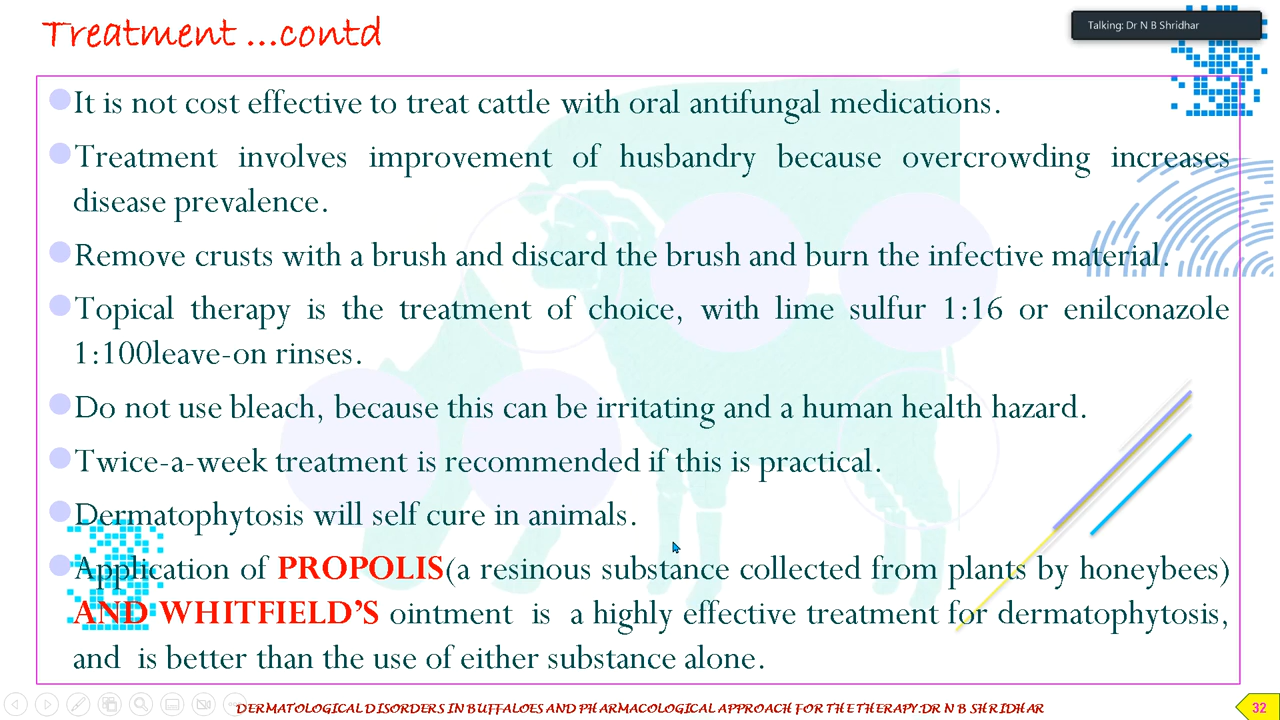 Treatment ...contd
Talking: Dr N B Shridhar
It is not cost effective to treat cattle with oral antifungal medications.
Treatment involves improvement of husbandry because overcrowding increases
disease prevalence.
Remove crusts with a brush and discard the brush and burn the infective material.
Topical therapy is the treatment of choice, with lime sulfur 1:16 or enilconazole
1:100leave-on rinses.
Do not use bleach, because this can be irritating and a human health hazard.
Twice-a-week treatment is recommended if this is practical.
Dermatophytosis will self cure in animals.
Application of PROPOLIS(a resinous substance collected from plants by honeybees)
AND WHITFIELD'S ointment is a highly effective treatment for dermatophytosis,
and is better than the use of either substance alone.
DERMATOLOGICAL DISORDERS IN BUFFALOES AND PHARMACOLOGICAL APPROACH FOR THE THERAPY:DR N B SHRIDHAR
32